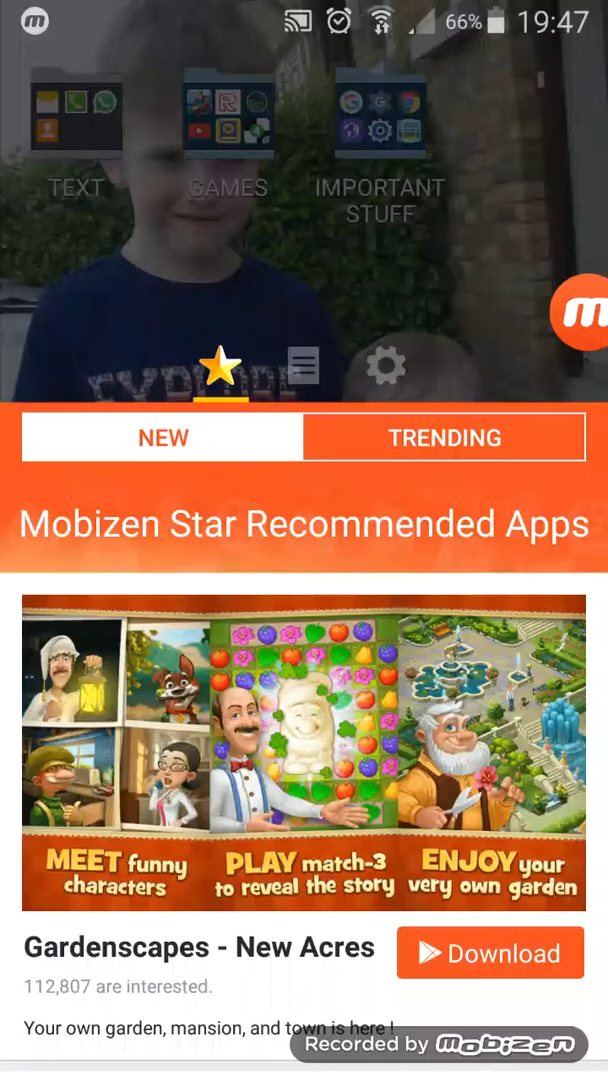 m
66% 19:47
TEXT
GAMES
IMPORTANT
STUFF
m
NEW
TRENDING
Mobizen Star Recommended Apps
MEET funny
characters
PLAY match-3
to reveal the story
ENJOY your
very own garden
Gardenscapes - New Acres
Download
112,807 are interested.
Your own garden, mansion, and town is here !
Recorded by mobizen